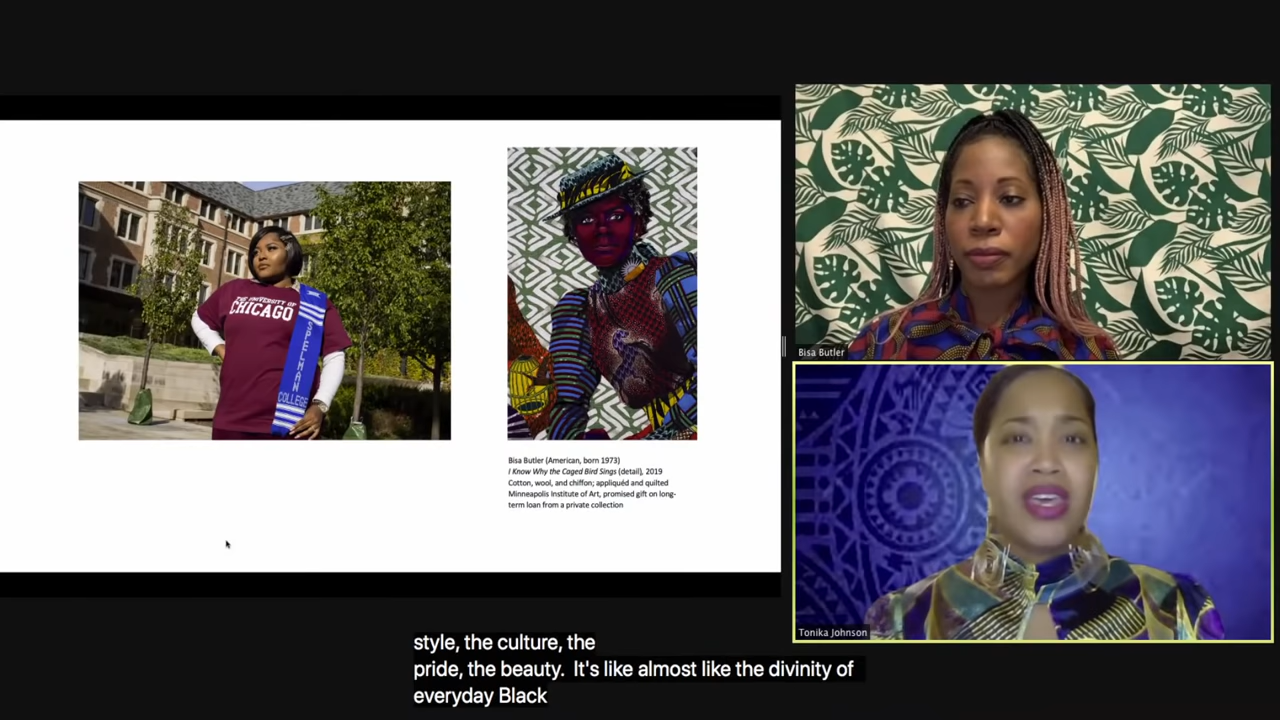 THE UNIVERSITY OF
CHICAGO
SPELMAN
COLLEGE
Bisa Butler (American, born 1973)
I Know Why the Caged Bird Sings (detail), 2019
Cotton, wool, and chiffon; appliquéd and quilted
Minneapolis Institute of Art, promised gift on long-
term loan from a private collection
Bisa Butler
Tonika Johnson
style, the culture, the
pride, the beauty. It's like almost like the divinity of
everyday Black